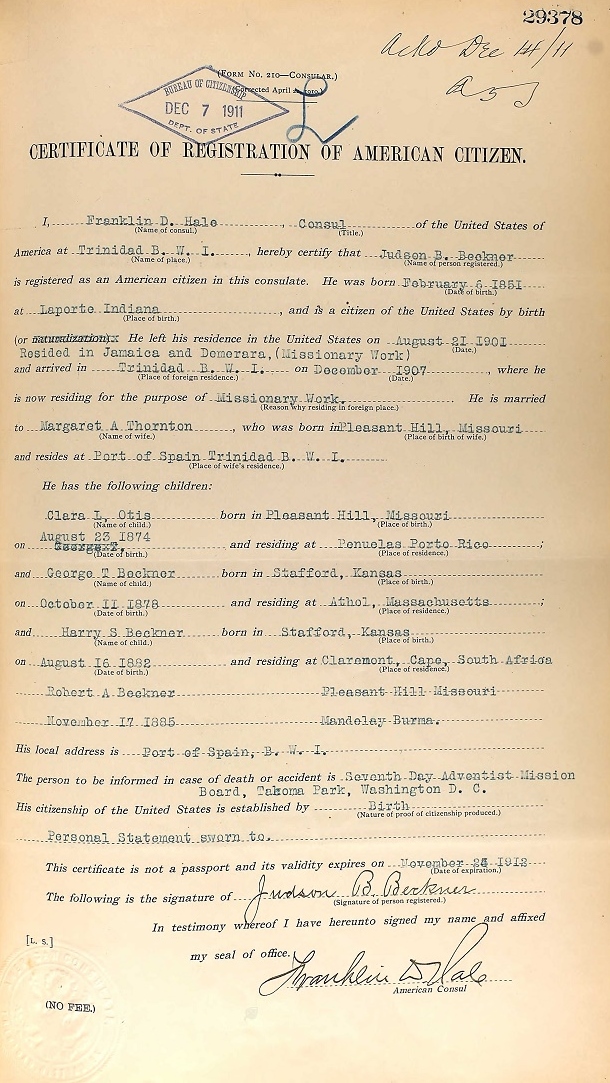 29378
Ackd Dec 14/11
(Form No. 210—Consular.)
Corrected April
BUREAU OF CITIZENSHIP
DEC 7 1911
DEPT. OF STATE
CERTIFICATE OF REGISTRATION OF AMERICAN CITIZEN.
I, Franklin D. Hale, Consul of the United States of
(Name of consul.) (Title.)
America at Trinidad B. W. I., hereby certify that Judson B. Beckner
(Name of place.) (Name of person registered.)
is registered as an American citizen in this consulate. He was born February 6 1851
(Date of birth.)
at Laporte Indiana, and is a citizen of the United States by birth
(Place of birth.)
(or naturalization). He left his residence in the United States on August 21 1901
(Date.)
Resided in Jamaica and Demerara,(Missionary Work)
and arrived in Trinidad B. W. I. on December 1907, where he
(Place of foreign residence.) (Date.)
is now residing for the purpose of Missionary Work. He is married
(Reason why residing in foreign place.)
to Margaret A Thornton, who was born in Pleasant Hill, Missouri
(Name of wife.) (Place of birth of wife.)
and resides at Port of Spain Trinidad B. W. I.
(Place of wife's residence.)
He has the following children:
Clara L. Otis born in Pleasant Hill, Missouri
(Name of child.) (Place of birth.)
August 23 1874
on George T. and residing at Penuelas Porto Rico;
(Date of birth.) (Place of residence.)
and George T Beckner born in Stafford, Kansas
(Name of child.) (Place of birth.)
on October 11 1878 and residing at Athol, Massachusetts;
(Date of birth.) (Place of residence.)
and Harry S Beckner born in Stafford, Kansas
(Name of child.) (Place of birth.)
on August 16 1882 and residing at Claremont, Cape, South Africa
(Date of birth.) (Place of residence.)
Robert A Beckner Pleasant Hill Missouri
November 17 1885 Mandelay Burma.
His local address is Port of Spain, B. W. I.
The person to be informed in case of death or accident is Seventh Day Adventist Mission
Board, Takoma Park, Washington D. C.
His citizenship of the United States is established by Birth
(Nature of proof of citizenship produced.)
Personal Statement sworn to.
This certificate is not a passport and its validity expires on November 1912
(Date of expiration.)
The following is the signature of Judson B. Beckner
(Signature of person registered.)
In testimony whereof I have hereunto signed my name and affixed
[L. S.]
my seal of office. Franklin D Hale
American Consul
(NO FEE.)